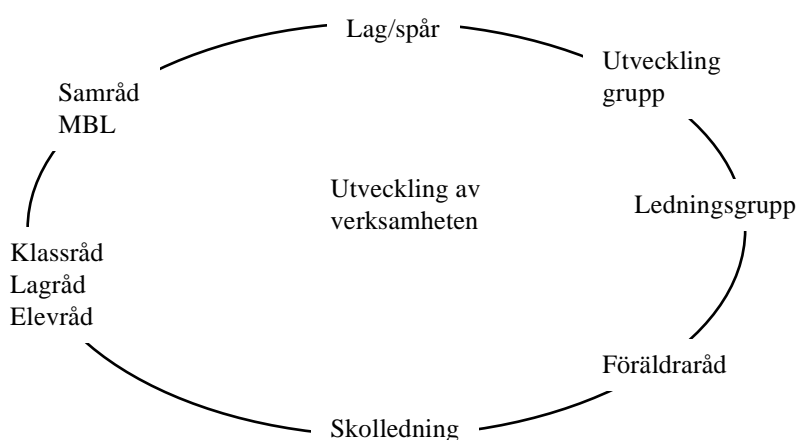 Lag/spår
Utveckling
grupp
Samråd
MBL
Utveckling av
verksamheten
Ledningsgrupp
Klassråd
Lagråd
Elevråd
Föräldraråd
Skolledning